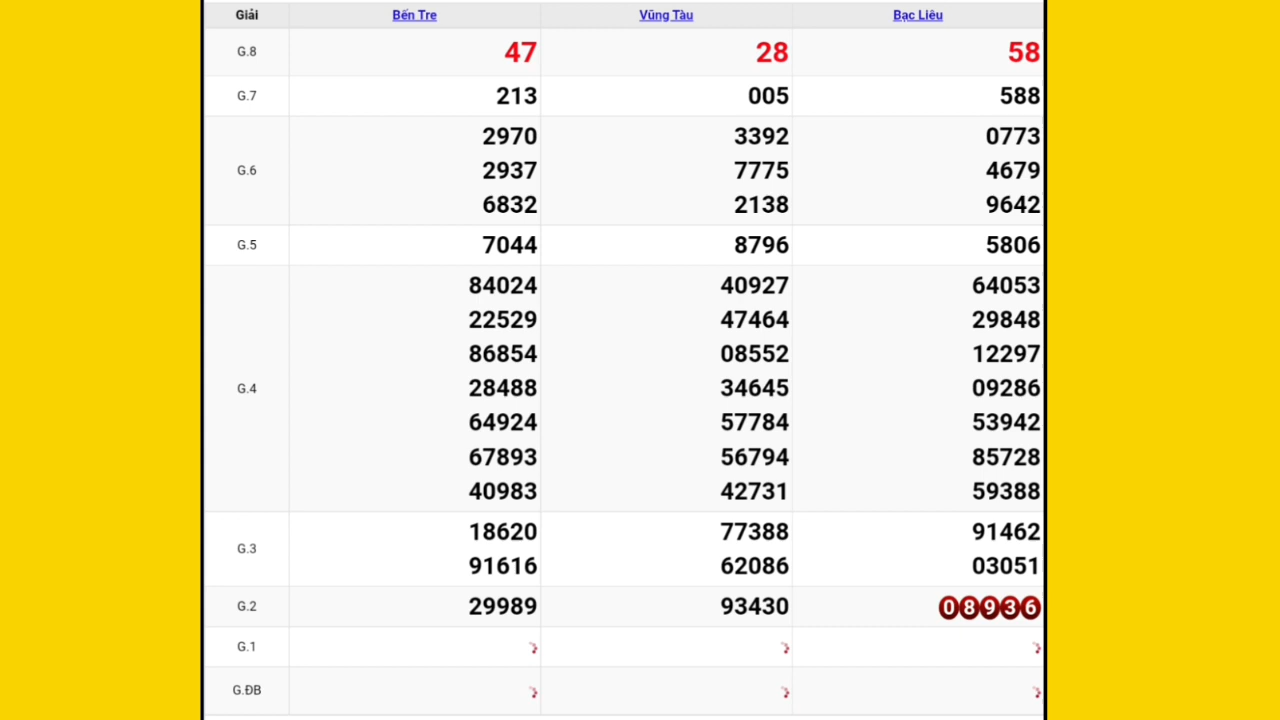 Giải Bến Tre Vũng Tàu Bạc Liêu
G.8 47 28 58
G.7 213 005 588
2970 3392 0773
G.6 2937 7775 4679
6832 2138 9642
G.5 7044 8796 5806
84024 40927 64053
22529 47464 29848
86854 08552 12297
G.4 28488 34645 09286
64924 57784 53942
67893 56794 85728
40983 42731 59388
G.3
18620 77388 91462
91616 62086 03051
G.2 29989 93430 08936
G.1
G.ĐB